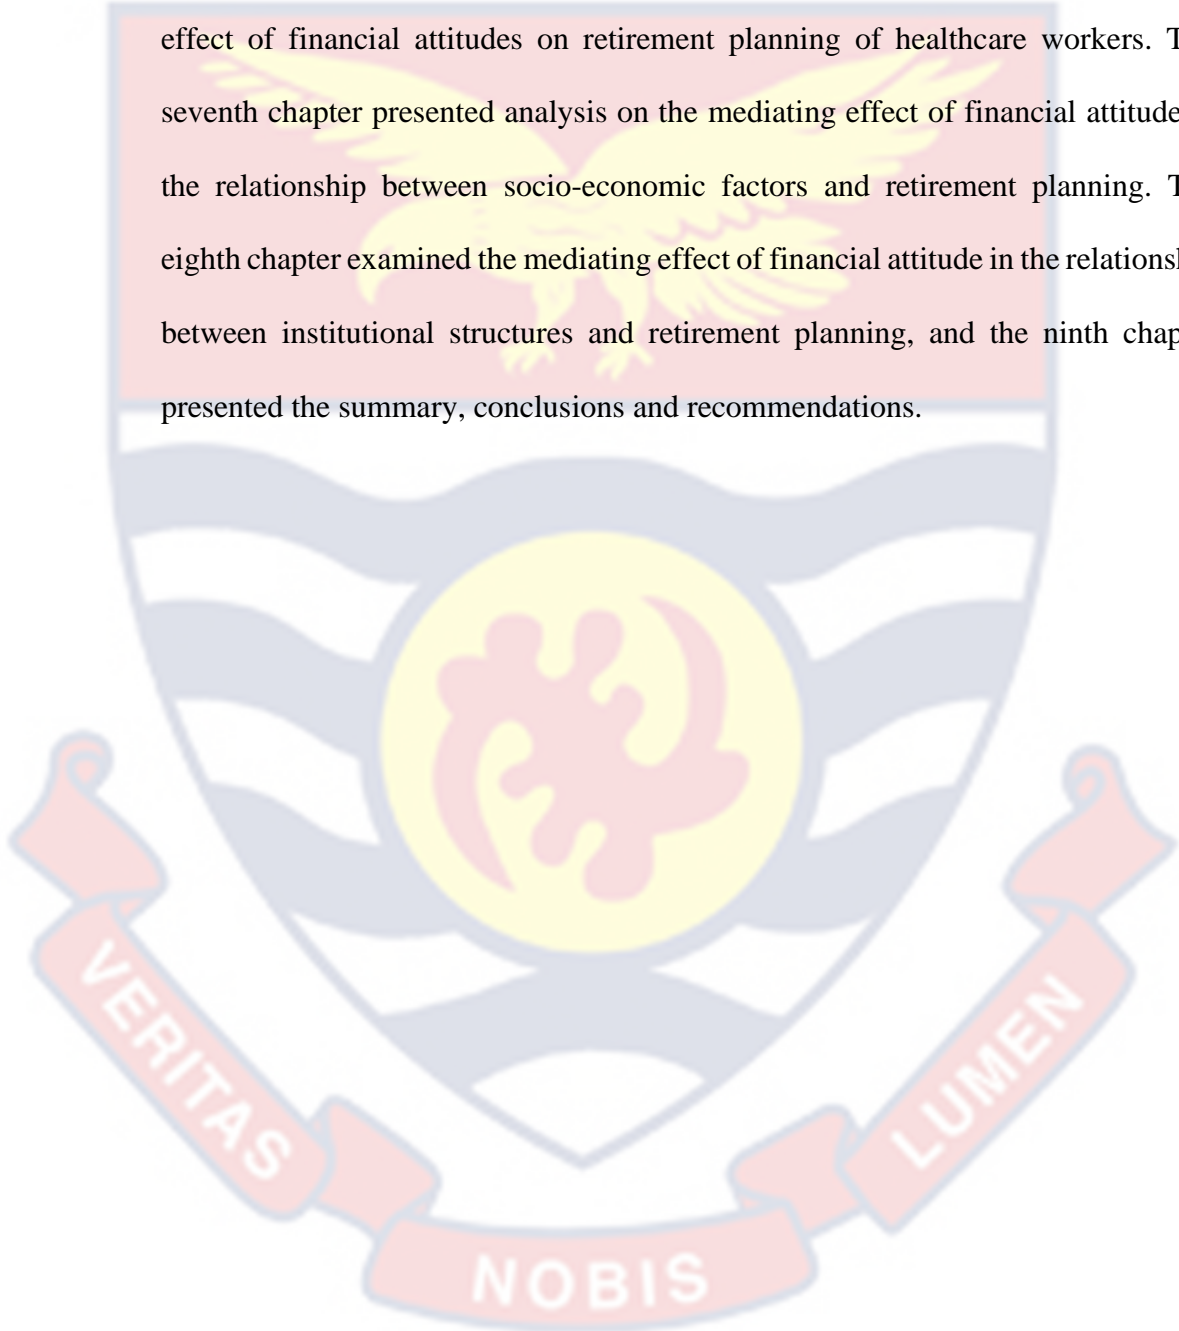 effect of financial attitudes on retirement planning of healthcare workers. T
seventh chapter presented analysis on the mediating effect of financial attitude
the relationship between socio-economic factors and retirement planning. T
eighth chapter examined the mediating effect of financial attitude in the relations
between institutional structures and retirement planning, and the ninth chap
presented the summary, conclusions and recommendations.
VERITAS
NOBIS
LUMEN